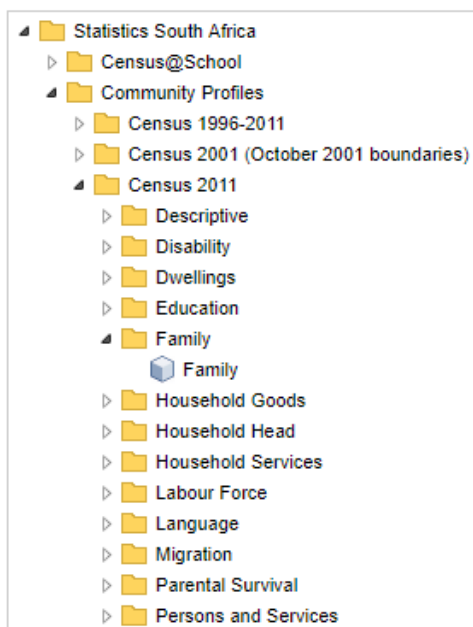 Statistics South Africa
Census@School
Community Profiles
Census 1996-2011
Census 2001 (October 2001 boundaries)
Census 2011
Descriptive
Disability
Dwellings
Education
Family
Family
Household Goods
Household Head
Household Services
Labour Force
Language
Migration
Parental Survival
Persons and Services